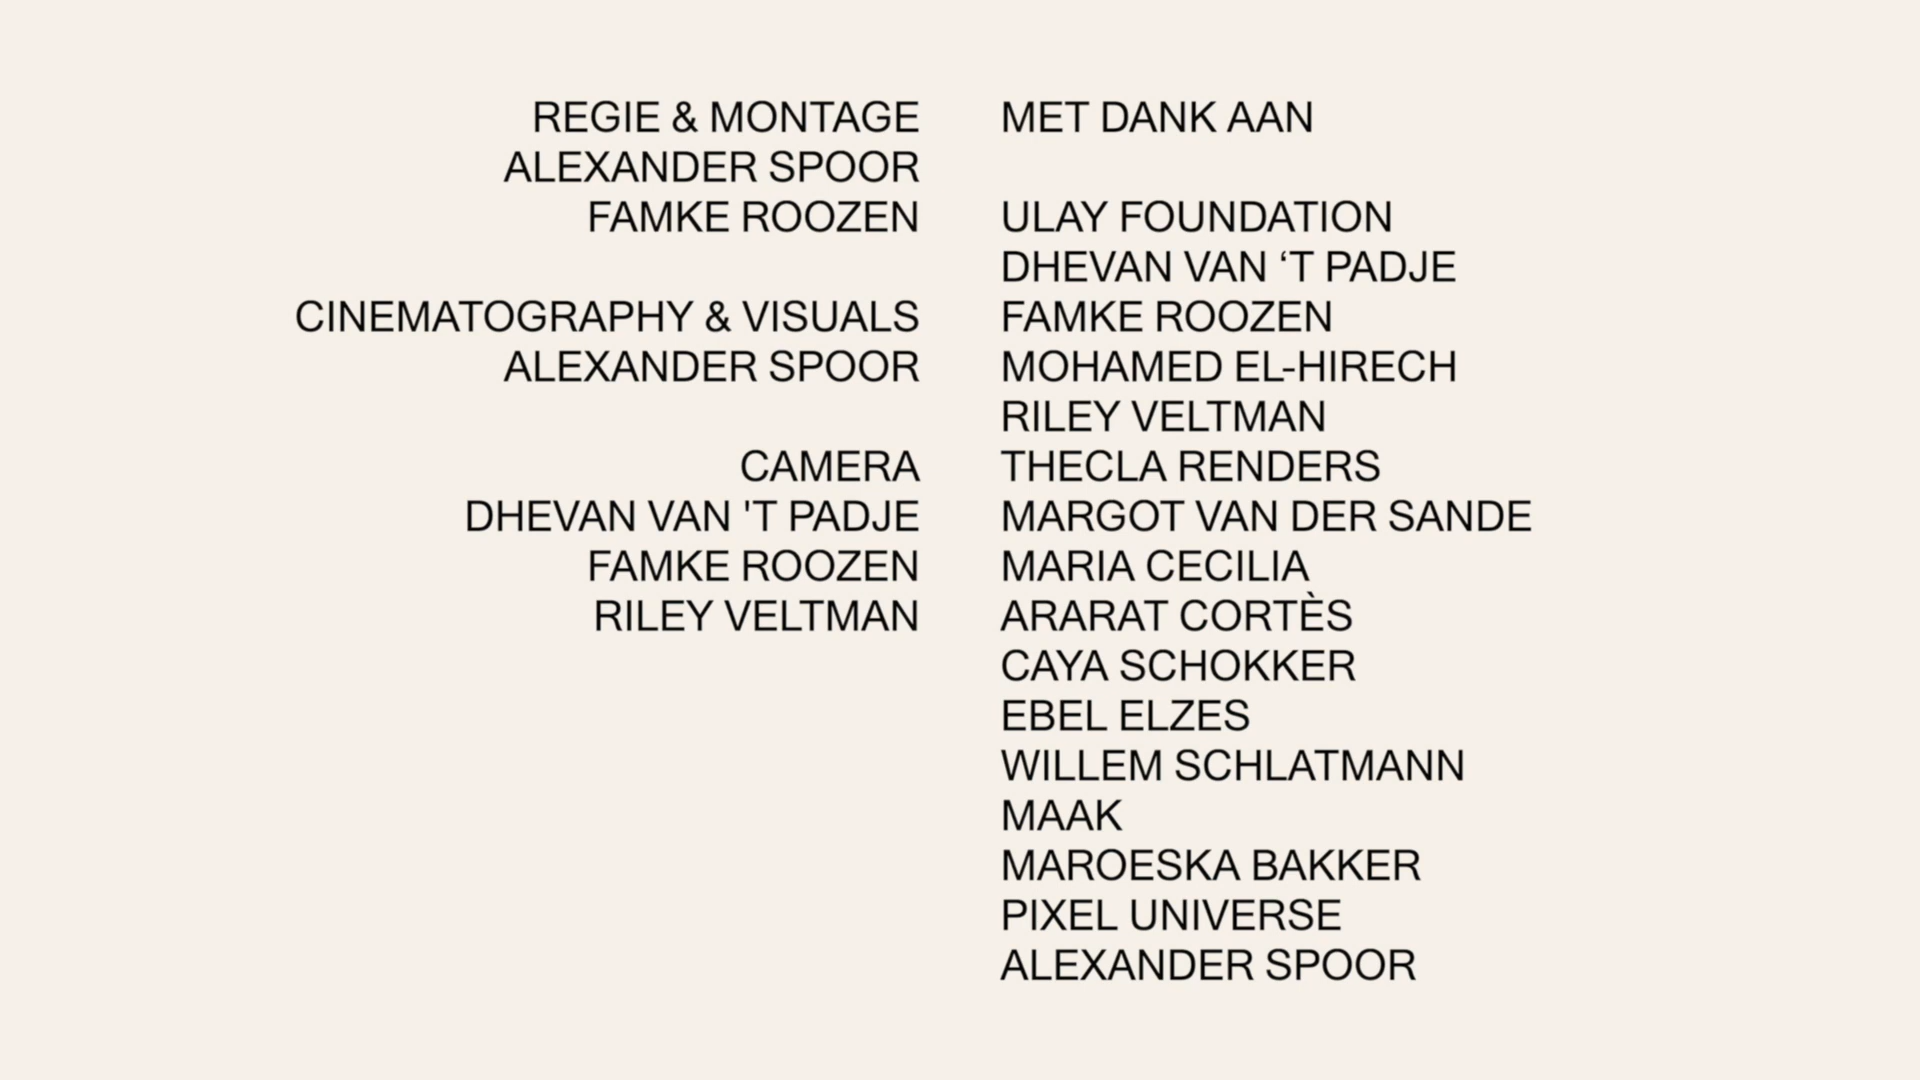 REGIE & MONTAGE
ALEXANDER SPOOR
FAMKE ROOZEN
CINEMATOGRAPHY & VISUALS
ALEXANDER SPOOR
CAMERA
DHEVAN VAN 'T PADJE
FAMKE ROOZEN
RILEY VELTMAN
MET DANK AAN
ULAY FOUNDATION
DHEVAN VAN ‘T PADJE
FAMKE ROOZEN
MOHAMED EL-HIRECH
RILEY VELTMAN
THECLA RENDERS
MARGOT VAN DER SANDE
MARIA CECILIA
ARARAT CORTÈS
CAYA SCHOKKER
EBEL ELZES
WILLEM SCHLATMANN
MAAK
MAROESKA BAKKER
PIXEL UNIVERSE
ALEXANDER SPOOR